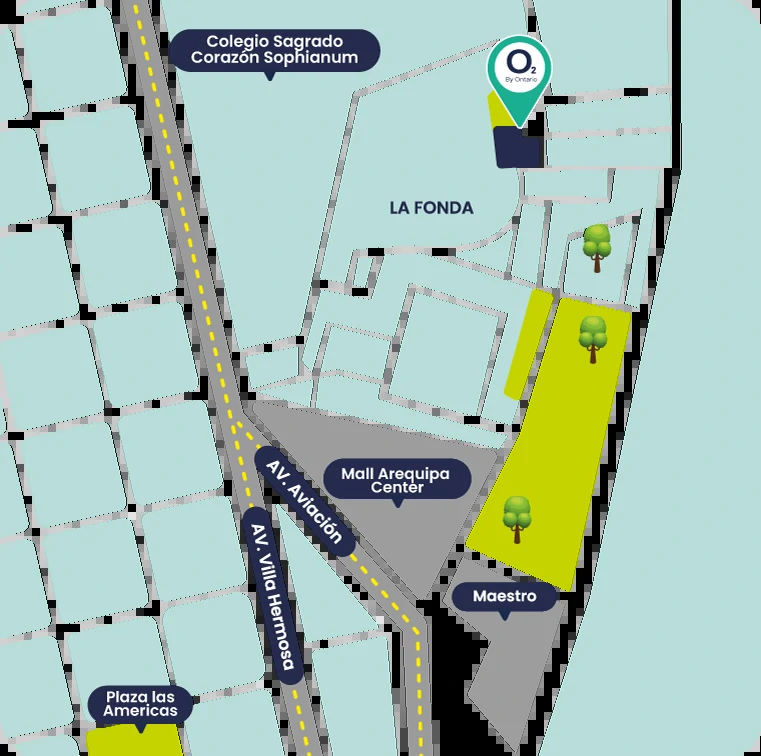 Colegio Sagrado
Corazón Sophianum
O2
By Ontario
LA FONDA
Mall Arequipa
Center
AV. Aviación
AV. Villa Hermosa
Maestro
Plaza las
Americas